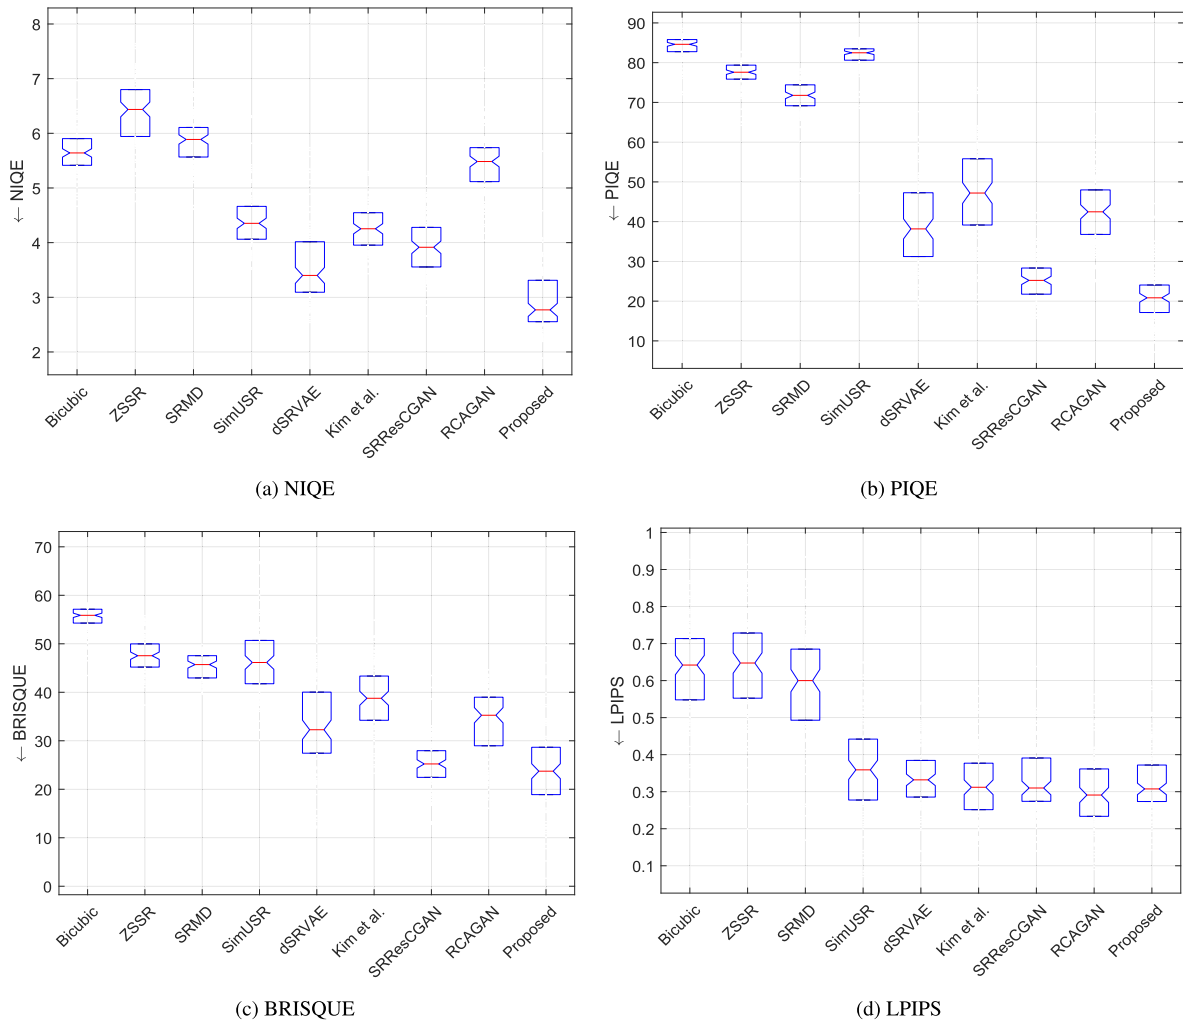 8
7
6
5
4
3
2
← NIQE
Bicubic
ZSSR
SRMD
SimUSR
dSRVAE
Kim et al.
SRResCGAN
RCAGAN
Proposed
(a) NIQE
90
80
70
60
50
40
30
20
10
← PIQE
Bicubic
ZSSR
SRMD
SimUSR
dSRVAE
Kim et al.
SRResCGAN
RCAGAN
Proposed
(b) PIQE
70
60
50
40
30
20
10
0
← BRISQUE
Bicubic
ZSSR
SRMD
SimUSR
dSRVAE
Kim et al.
SRResCGAN
RCAGAN
Proposed
(c) BRISQUE
1
0.9
0.8
0.7
0.6
0.5
0.4
0.3
0.2
0.1
← LPIPS
Bicubic
ZSSR
SRMD
SimUSR
dSRVAE
Kim et al.
SRResCGAN
RCAGAN
Proposed
(d) LPIPS